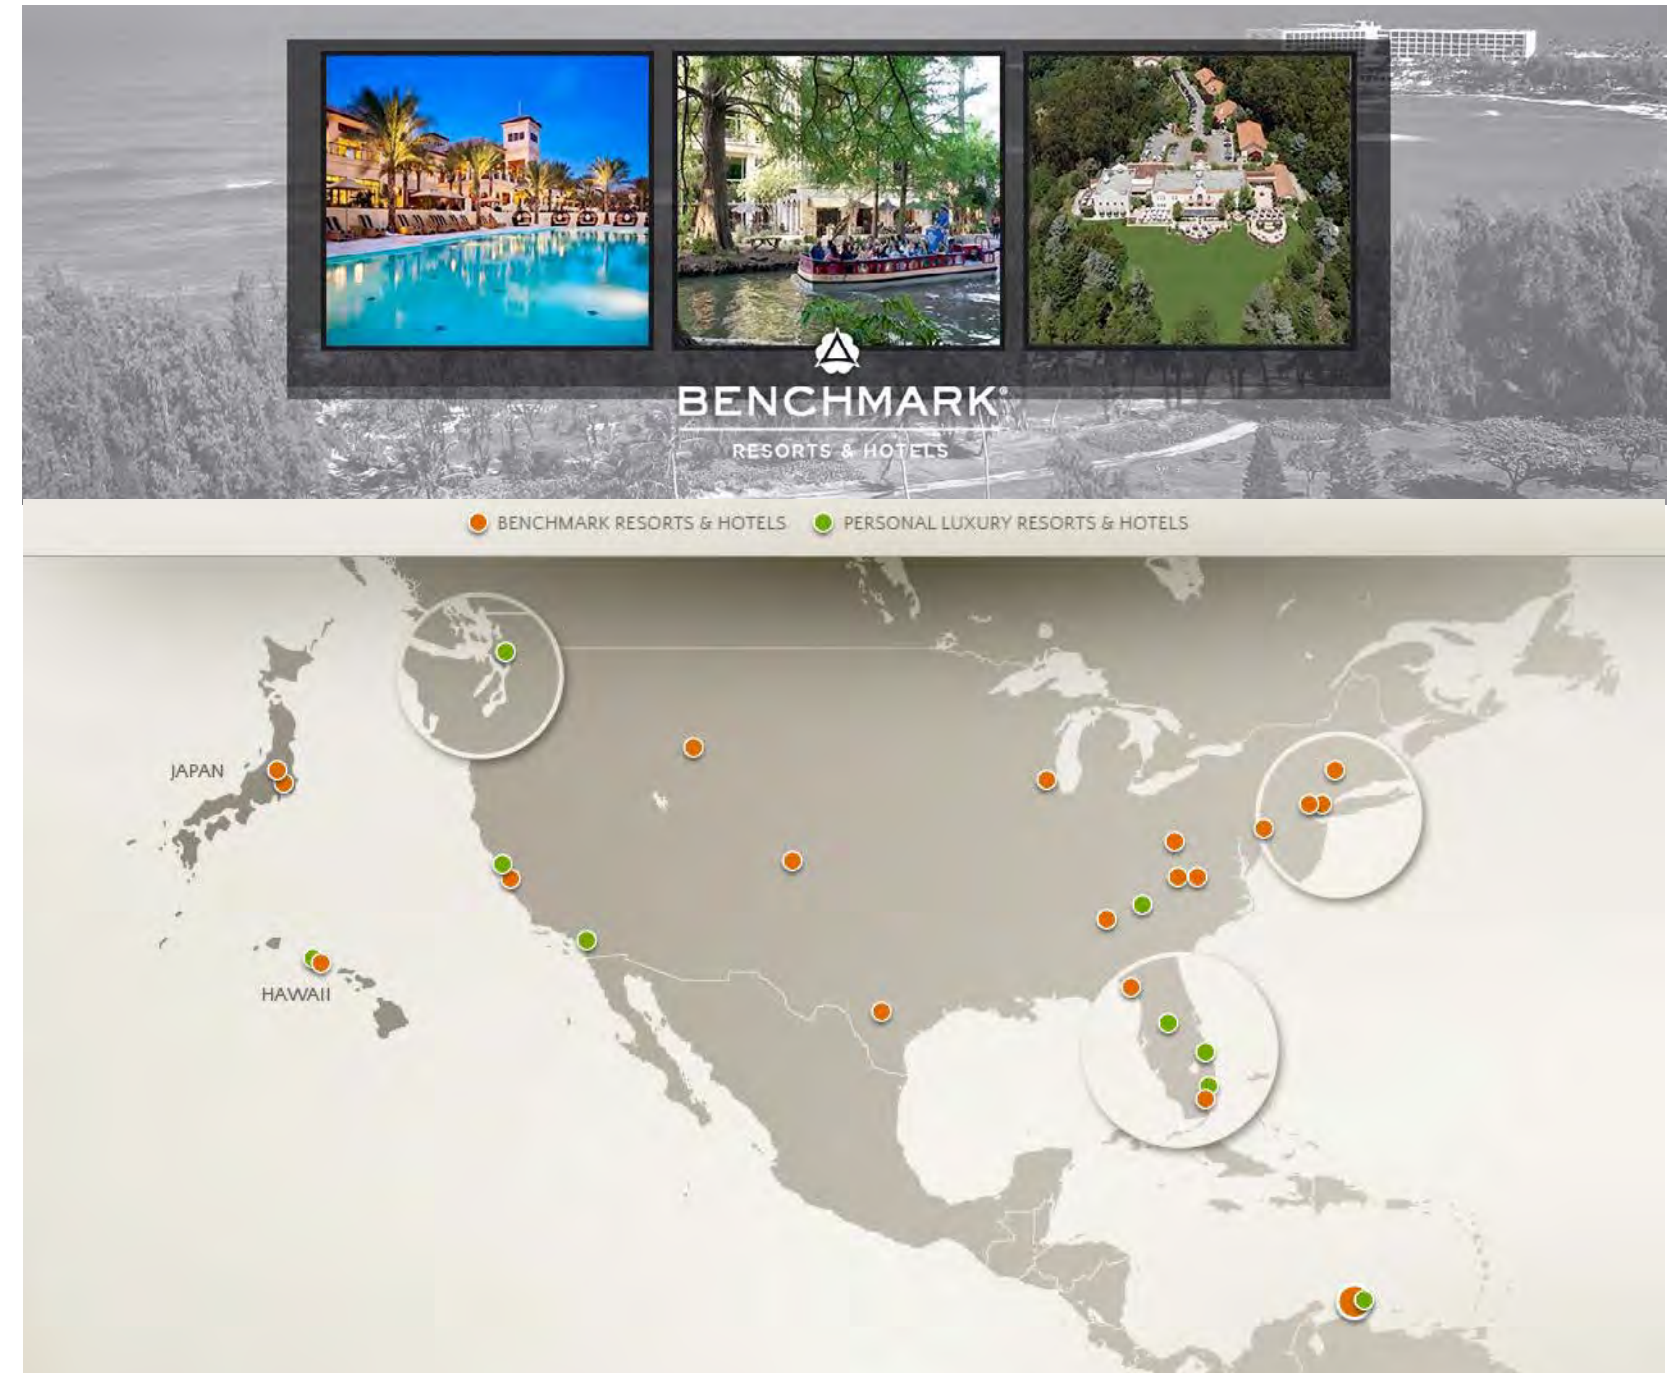 BENCHMARK®
RESORTS & HOTELS
BENCHMARK RESORTS & HOTELS
PERSONAL LUXURY RESORTS & HOTELS
JAPAN
HAWAII